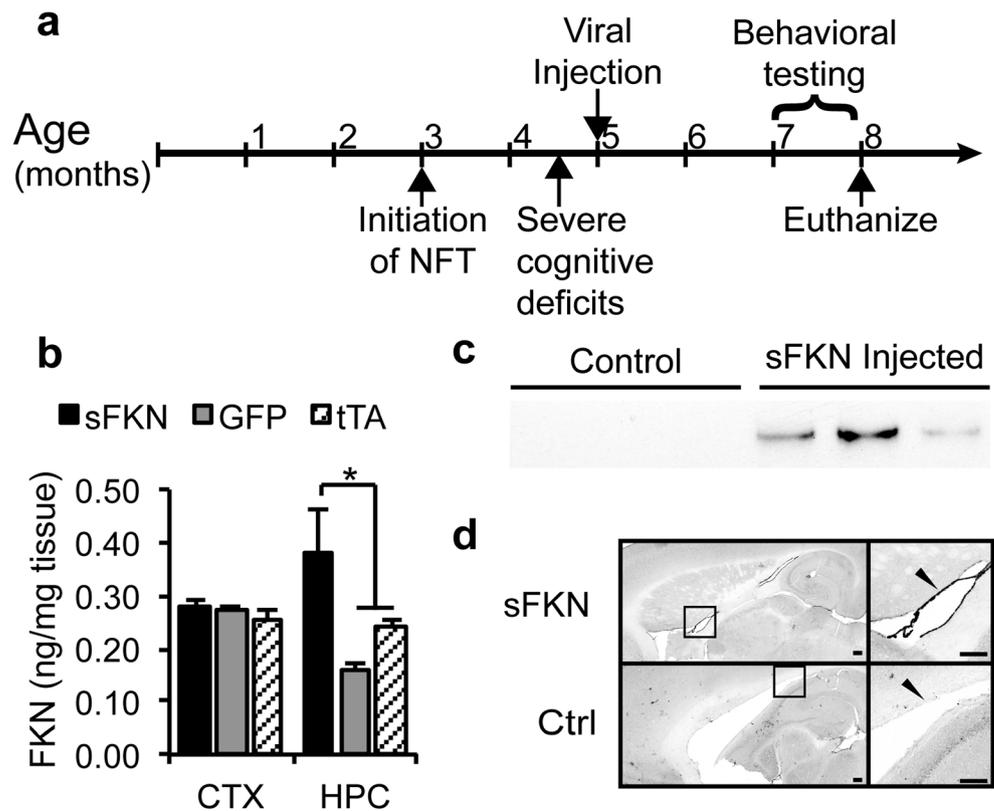 a
Viral
Injection
Behavioral
testing
Age
(months)
1 2 3 4 5 6 7 8
Initiation
of NFT
Severe
cognitive
deficits
Euthanize
b
sFKN GFP tTA
FKN (ng/mg tissue)
0.50
0.40
0.30
0.20
0.10
0.00
*
CTX HPC
c
Control sFKN Injected
d
sFKN
Ctrl